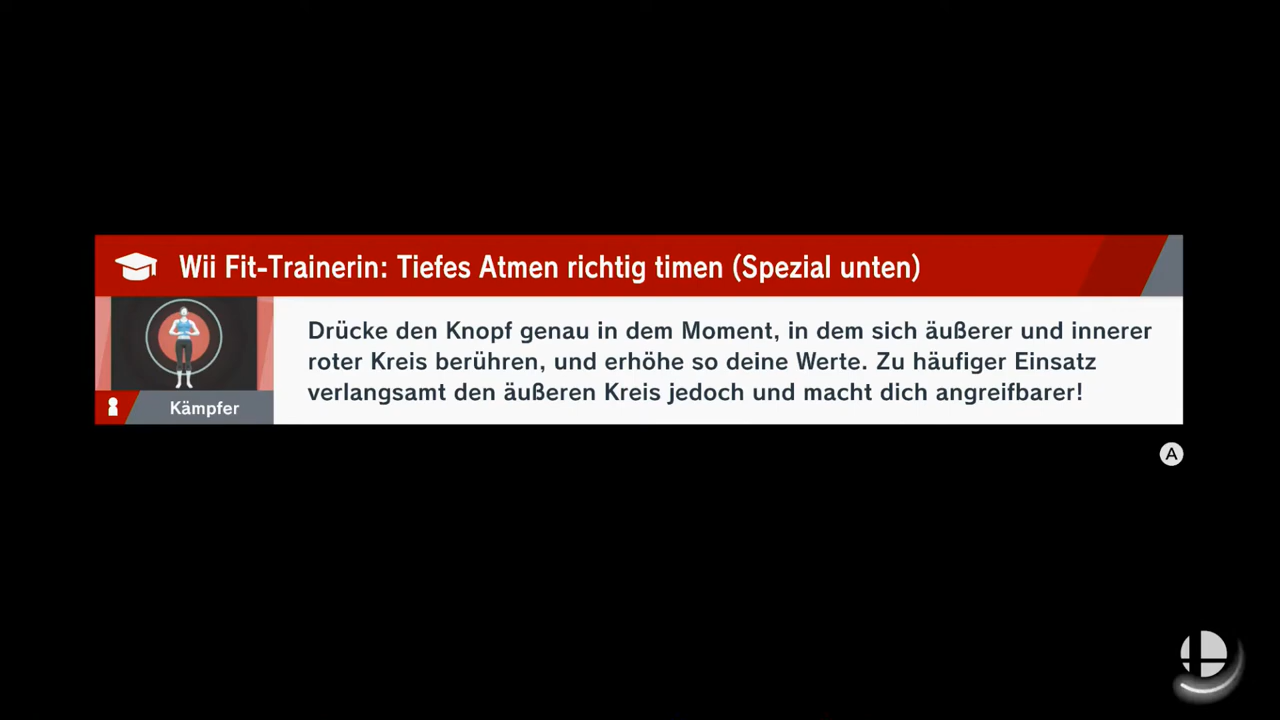 Wii Fit-Trainerin: Tiefes Atmen richtig timen (Spezial unten)
Drücke den Knopf genau in dem Moment, in dem sich äußerer und innerer
roter Kreis berühren, und erhöhe so deine Werte. Zu häufiger Einsatz
verlangsamt den äußeren Kreis jedoch und macht dich angreifbarer!
Kämpfer
A